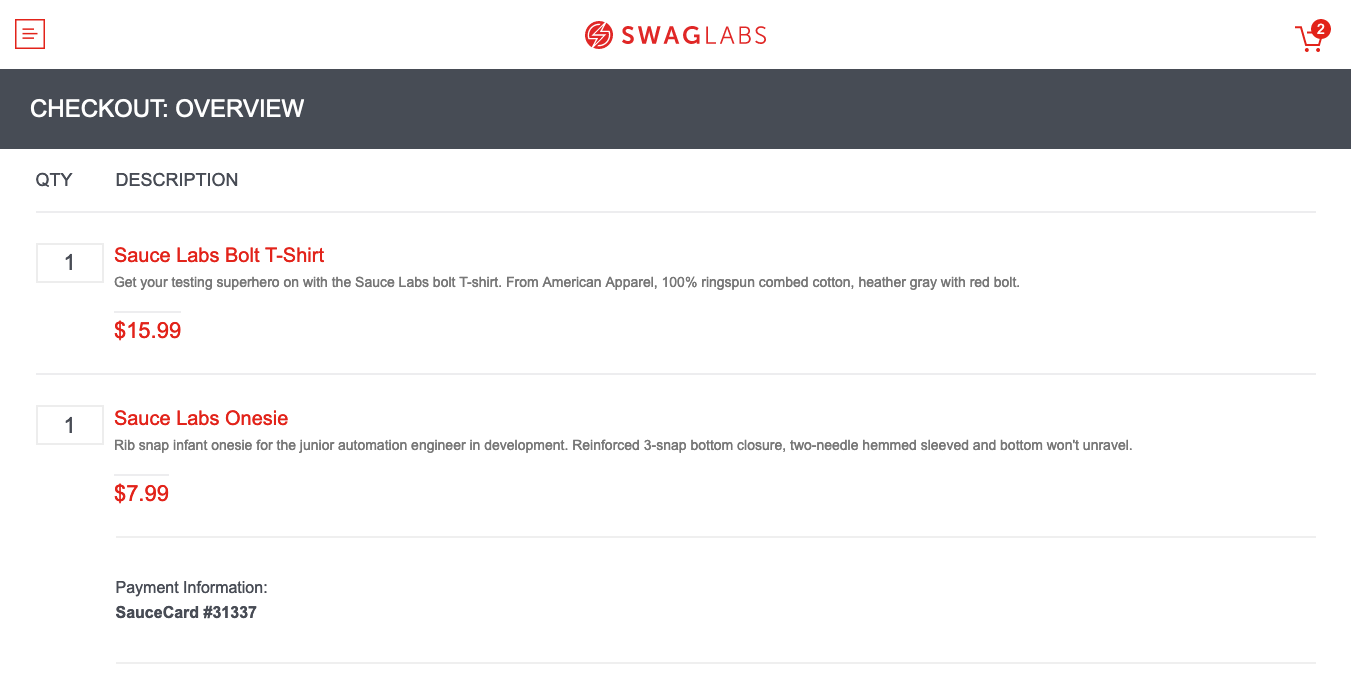 SWAGLABS
2
CHECKOUT: OVERVIEW
QTY DESCRIPTION
1
Sauce Labs Bolt T-Shirt
Get your testing superhero on with the Sauce Labs bolt T-shirt. From American Apparel, 100% ringspun combed cotton, heather gray with red bolt.
$15.99
1
Sauce Labs Onesie
Rib snap infant onesie for the junior automation engineer in development. Reinforced 3-snap bottom closure, two-needle hemmed sleeved and bottom won't unravel.
$7.99
Payment Information:
SauceCard #31337